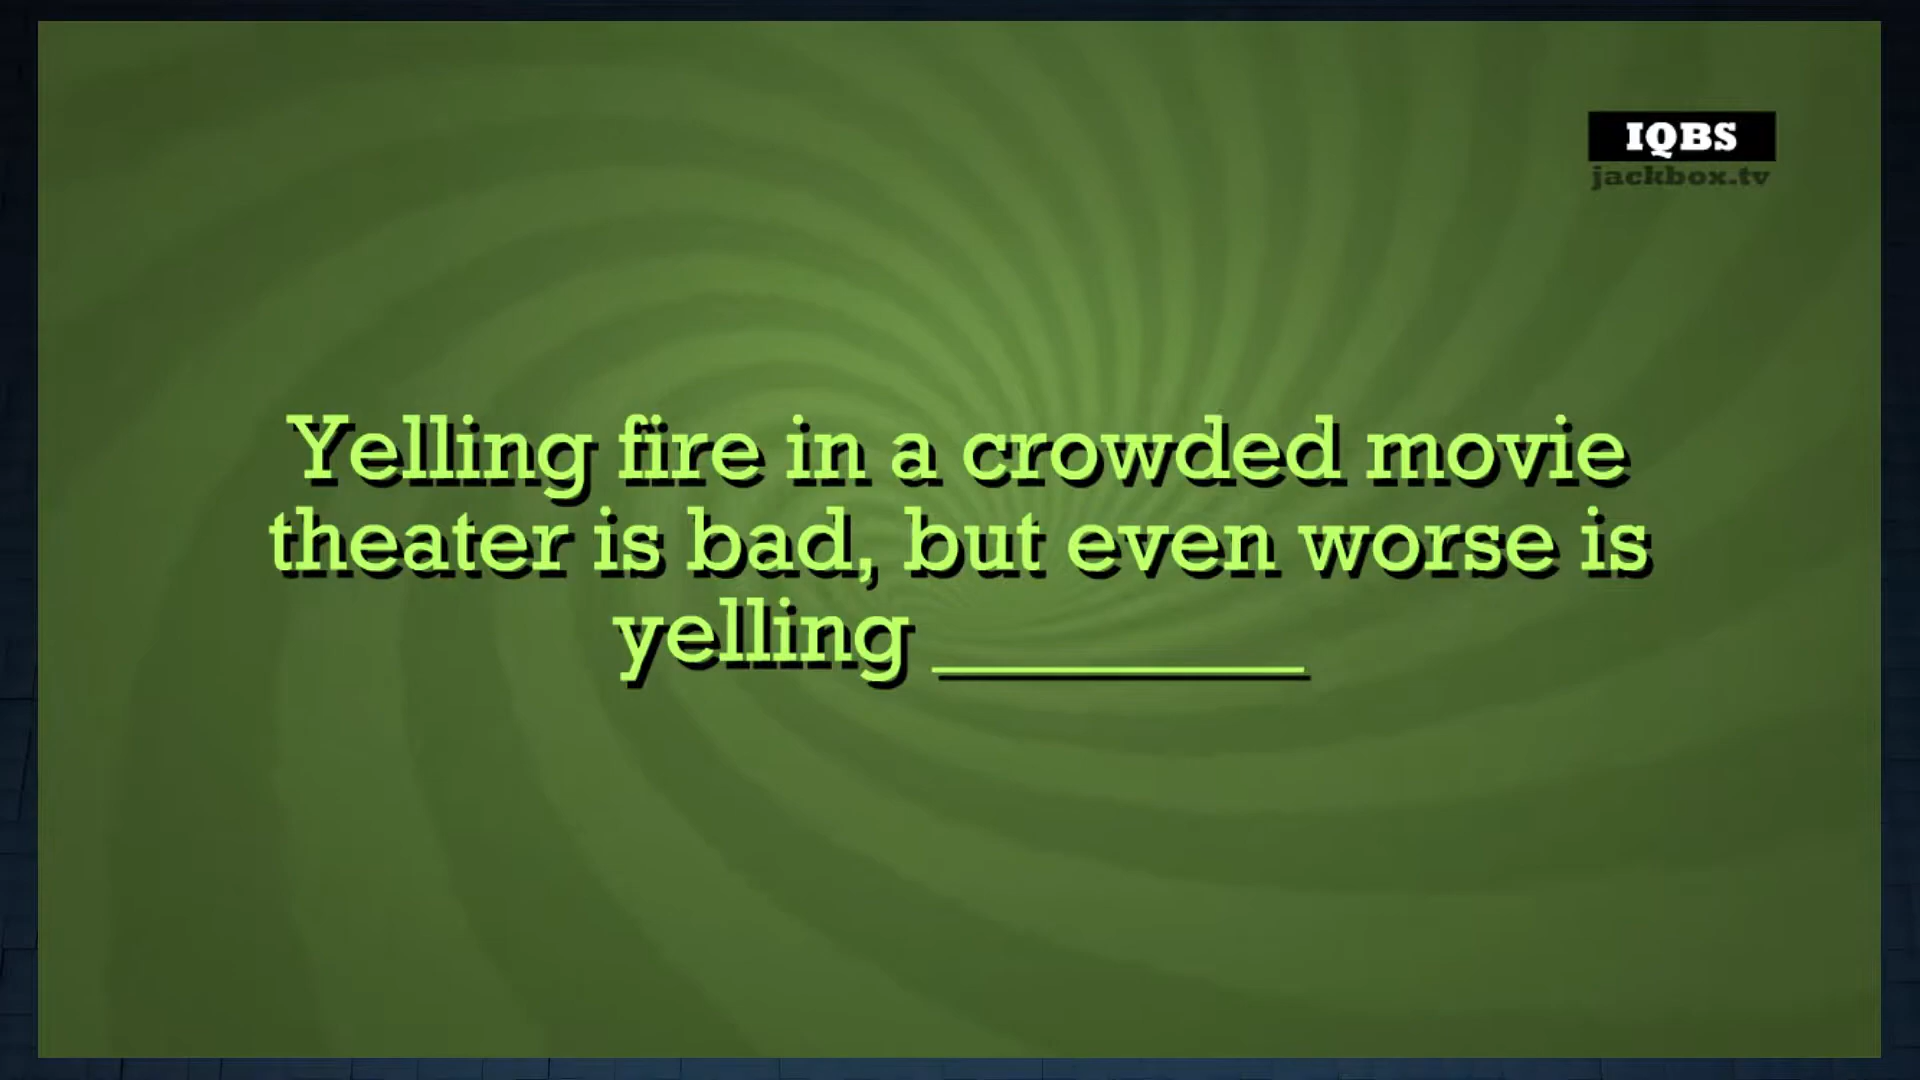 IQBS
jackbox.tv
Yelling fire in a crowded movie
theater is bad, but even worse is
yelling ________